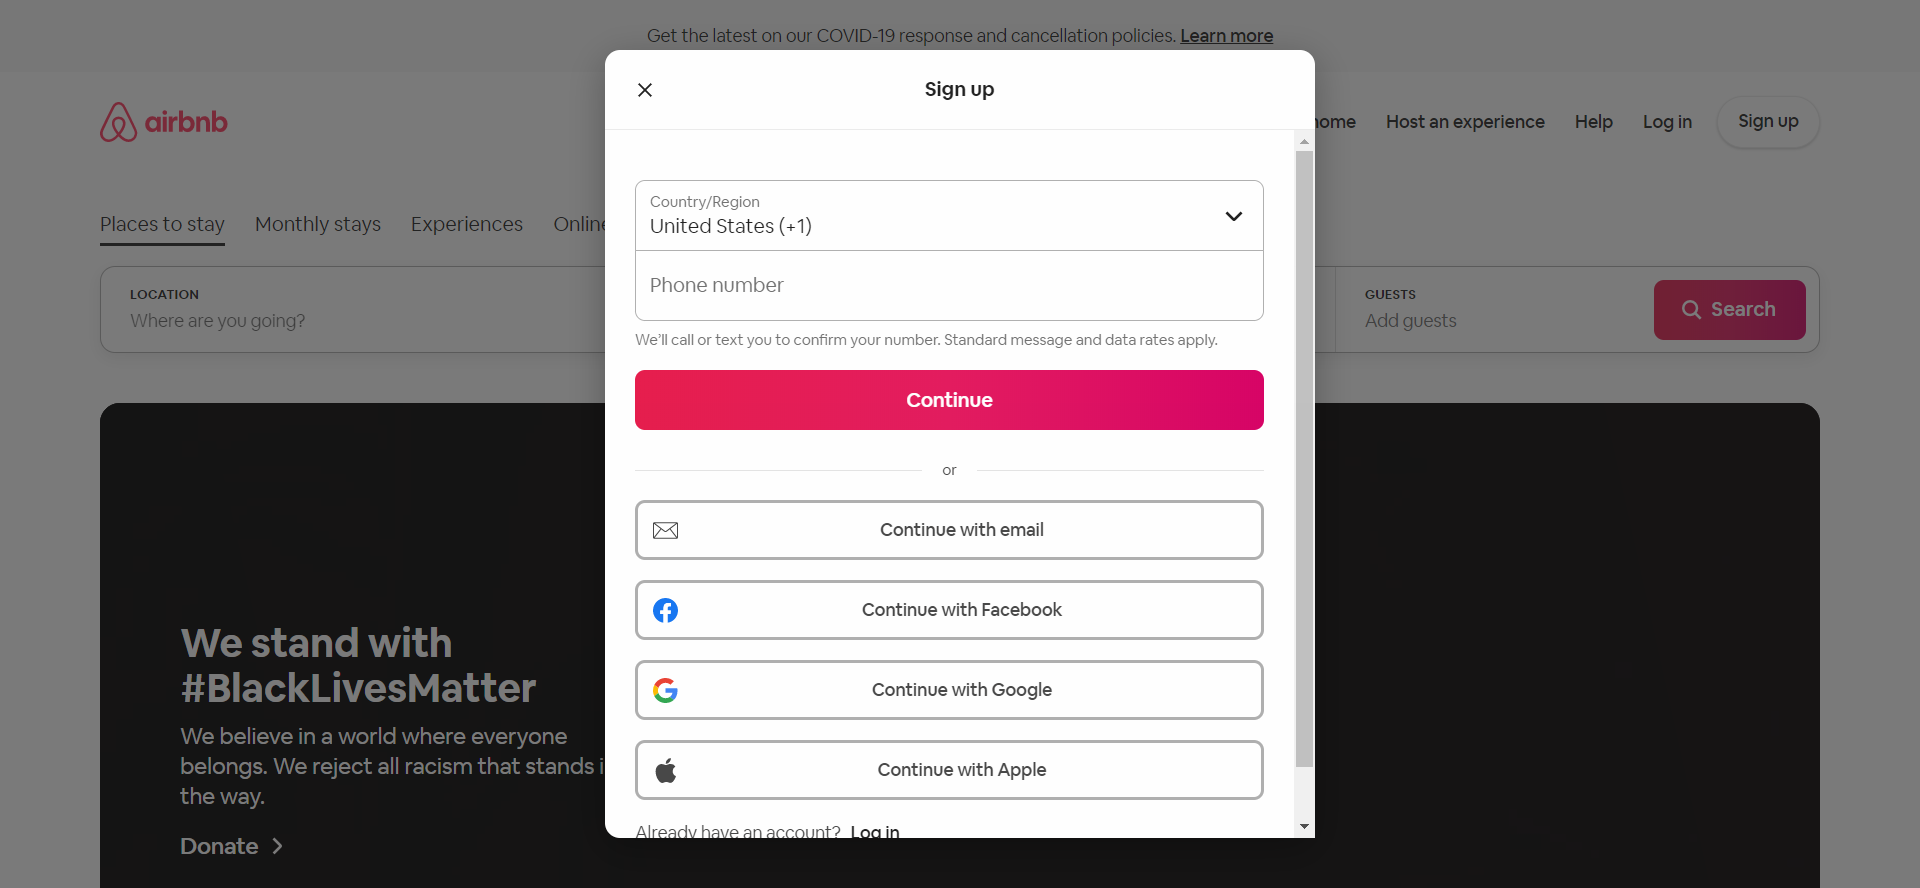 Get the latest on our COVID-19 response and cancellation policies. Learn more
airbnb
Host an experience
Help
Log in
Sign up
Places to stay
Monthly stays
Experiences
LOCATION
Where are you going?
GUESTS
Add guests
Search
We stand with
#BlackLivesMatter
We believe in a world where everyone
belongs. We reject all racism that stands
the way.
Donate
Sign up
Country/Region
United States (+1)
Phone number
We'll call or text you to confirm your number. Standard message and data rates apply.
Continue
or
Continue with email
Continue with Facebook
Continue with Google
Continue with Apple
Already have an account? Log in